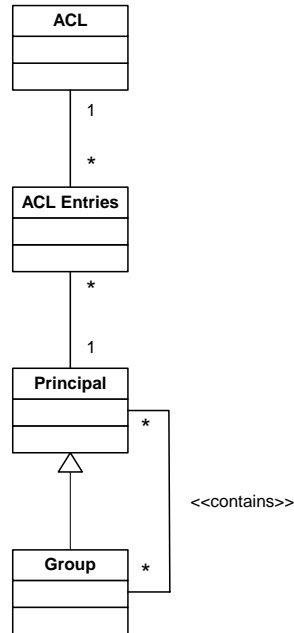 ACL
1
*
ACL Entries
*
1
Principal
*
<<contains>>
Group
*